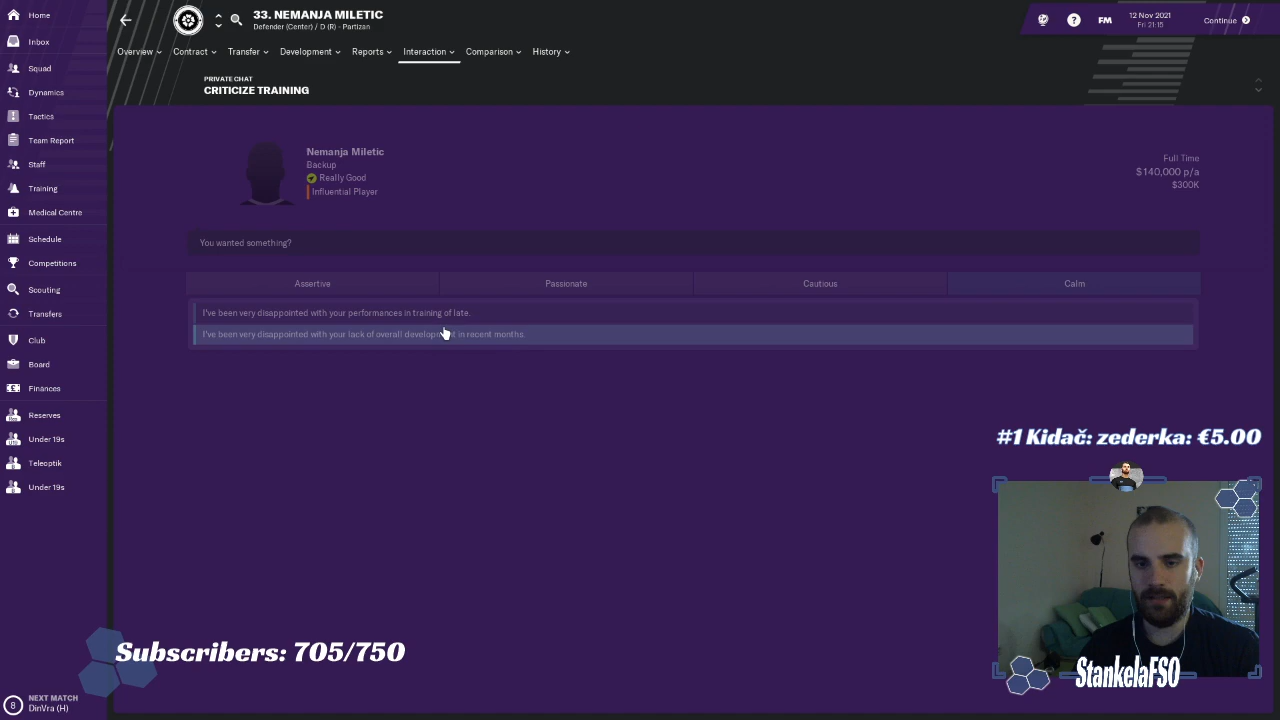 Home
Inbox
Squad
Dynamics
Tactics
Team Report
Staff
Training
Medical Centre
Schedule
Competitions
Scouting
Transfers
Club
Board
Finances
Reserves
Under 19s
Teleoptik
Under 19s
8
NEXT MATCH
DinVra (H)
33. NEMANJA MILETIC
Defender (Center) / D (R) - Partizan
FM
12 Nov 2021
Fri 21:15
Continue
Overview
Contract
Transfer
Development
Reports
Interaction
Comparison
History
PRIVATE CHAT
CRITICIZE TRAINING
Nemanja Miletic
Backup
Really Good
Influential Player
Full Time
$140,000 p/a
$300K
You wanted something?
Assertive
Passionate
Cautious
Calm
I've been very disappointed with your performances in training of late.
I've been very disappointed with your lack of overall development in recent months.
#1 Kidač: zederka: €5.00
Subscribers: 705/750
StankelaFSO